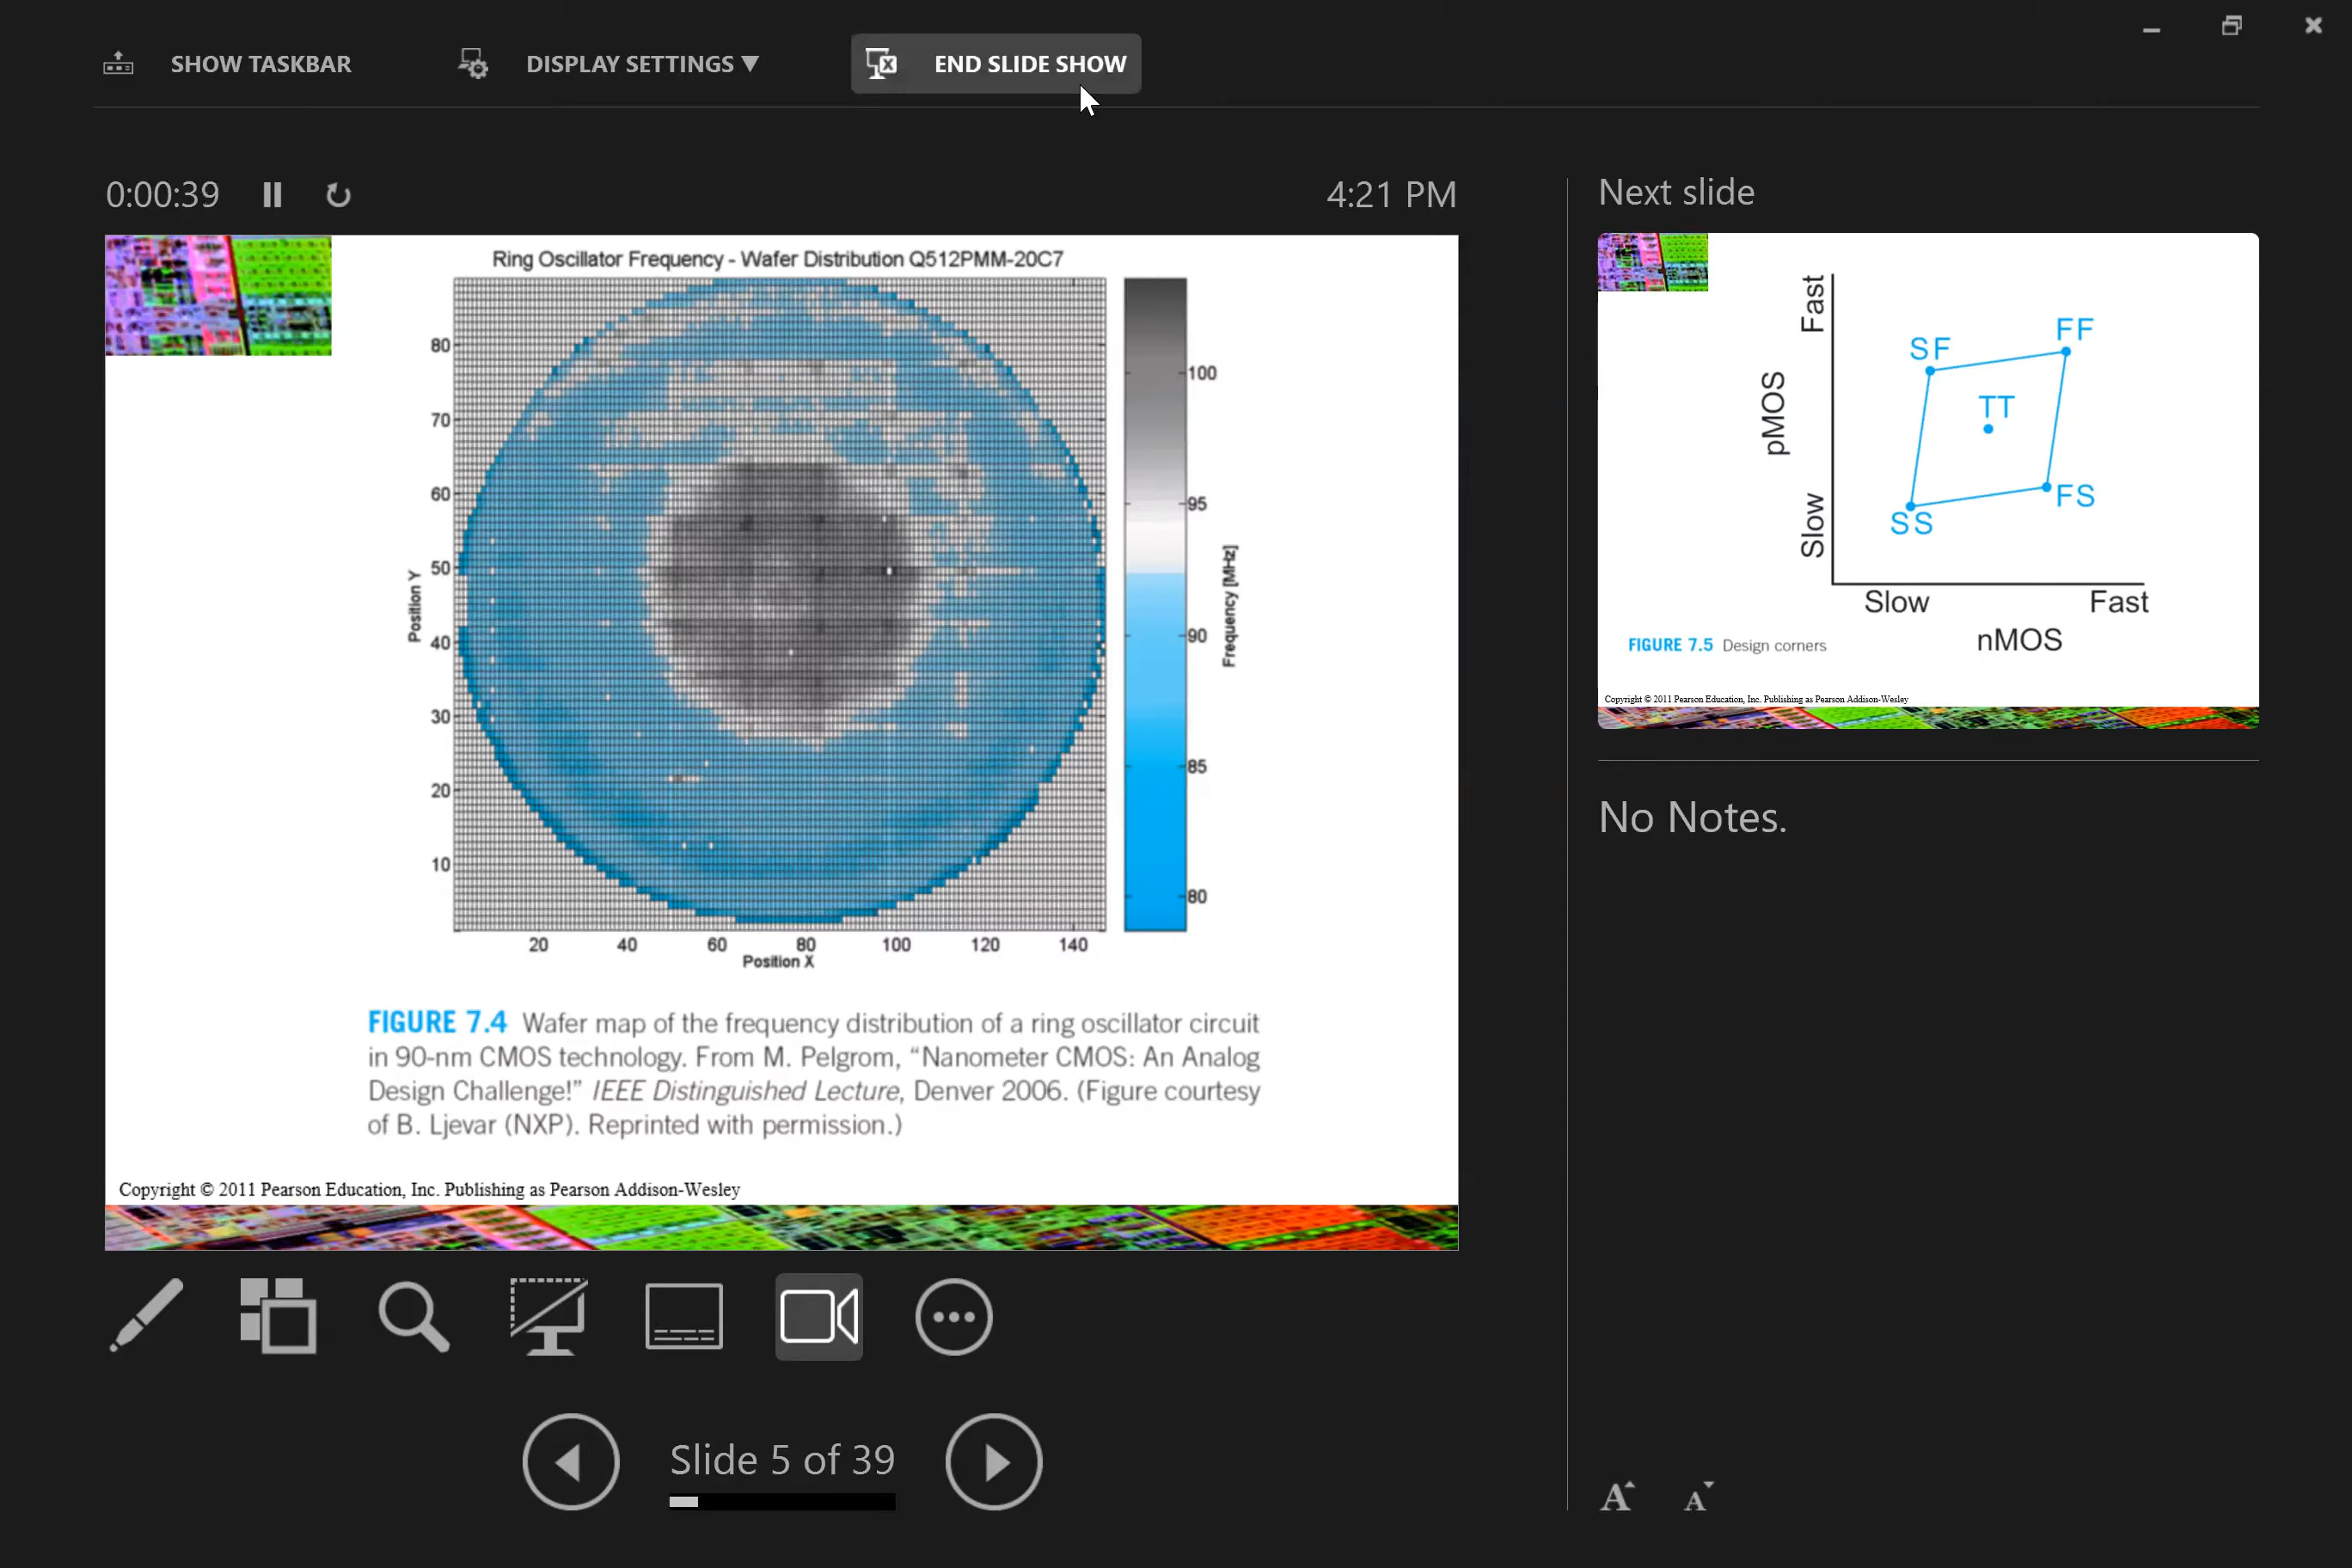 SHOW TASKBAR
DISPLAY SETTINGS ▼
END SLIDE SHOW
0:00:39
4:21 PM
Ring Oscillator Frequency - Wafer Distribution Q512PMM-20C7
80
70
60
50
40
30
20
10
Position Y
20 40 60 80 100 120 140
Position X
100
95
90
85
80
Frequency [MHz]
FIGURE 7.4 Wafer map of the frequency distribution of a ring oscillator circuit
in 90-nm CMOS technology. From M. Pelgrom, “Nanometer CMOS: An Analog
Design Challenge!” IEEE Distinguished Lecture, Denver 2006. (Figure courtesy
of B. Ljevar (NXP). Reprinted with permission.)
Copyright © 2011 Pearson Education, Inc. Publishing as Pearson Addison-Wesley
Slide 5 of 39
Next slide
Fast
pMOS
Slow
SF
FF
TT
FS
SS
Slow
Fast
nMOS
FIGURE 7.5 Design corners
Copyright © 2011 Pearson Education, Inc. Publishing as Pearson Addison-Wesley
No Notes.
A A